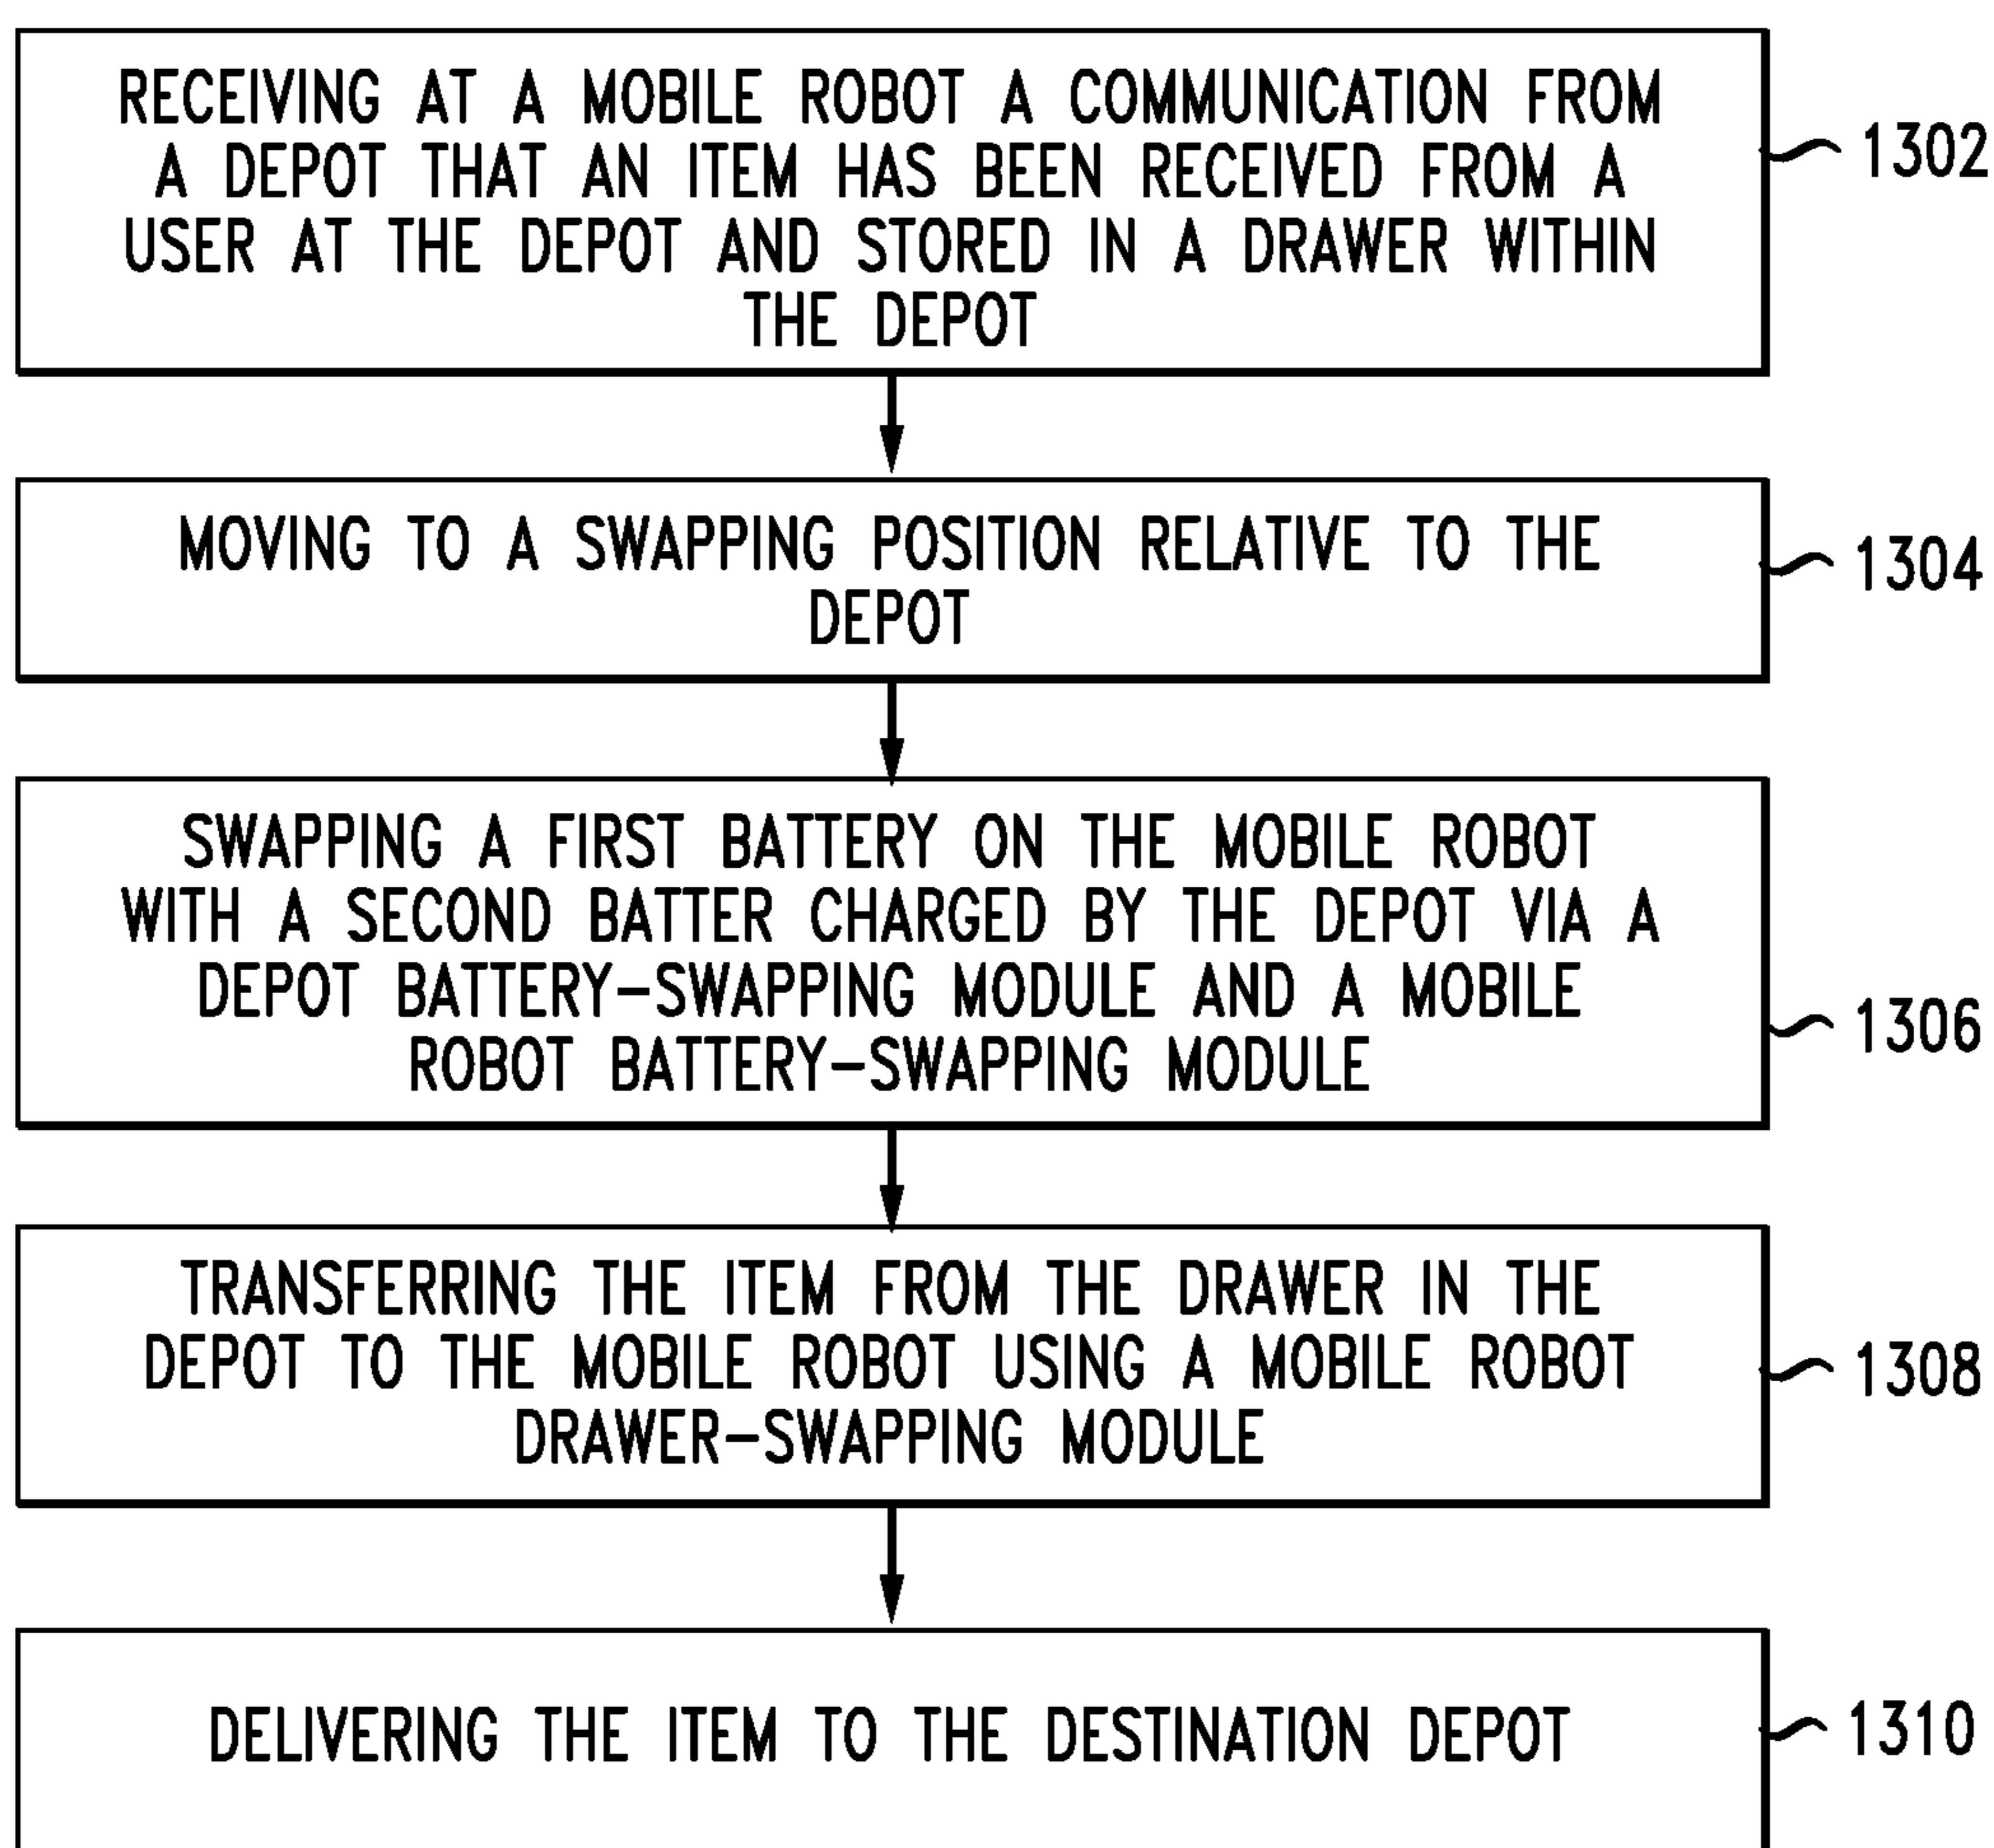 RECEIVING AT A MOBILE ROBOT A COMMUNICATION FROM
A DEPOT THAT AN ITEM HAS BEEN RECEIVED FROM A
USER AT THE DEPOT AND STORED IN A DRAWER WITHIN
THE DEPOT
1302
MOVING TO A SWAPPING POSITION RELATIVE TO THE
DEPOT
1304
SWAPPING A FIRST BATTERY ON THE MOBILE ROBOT
WITH A SECOND BATTER CHARGED BY THE DEPOT VIA A
DEPOT BATTERY-SWAPPING MODULE AND A MOBILE
ROBOT BATTERY-SWAPPING MODULE
1306
TRANSFERRING THE ITEM FROM THE DRAWER IN THE
DEPOT TO THE MOBILE ROBOT USING A MOBILE ROBOT
DRAWER-SWAPPING MODULE
1308
DELIVERING THE ITEM TO THE DESTINATION DEPOT
1310